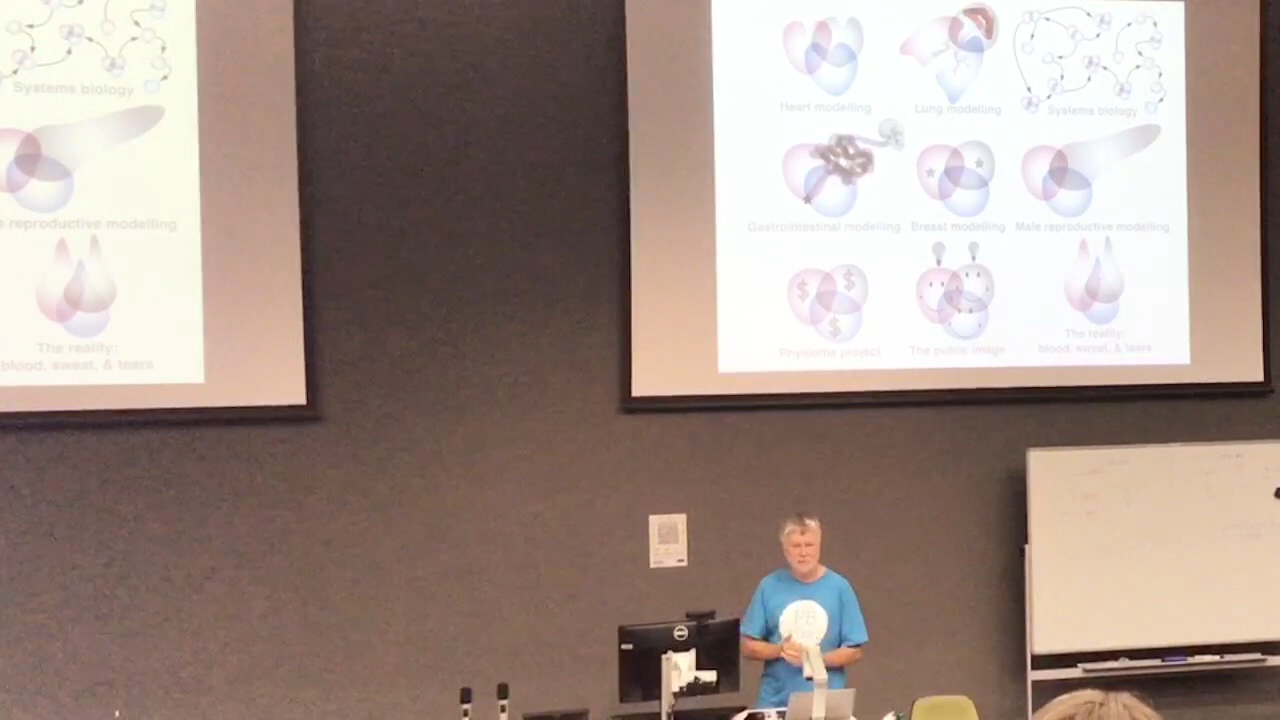 Systems biology
reproductive modelling
The reality:
blood, sweat, & tears
Heart modelling
Lung modelling
Systems biology
Gastrointestinal modelling
Breast modelling
Male reproductive modelling
$ $ $
Physiome project
The public image
The reality:
blood, sweat, & tears
DELL